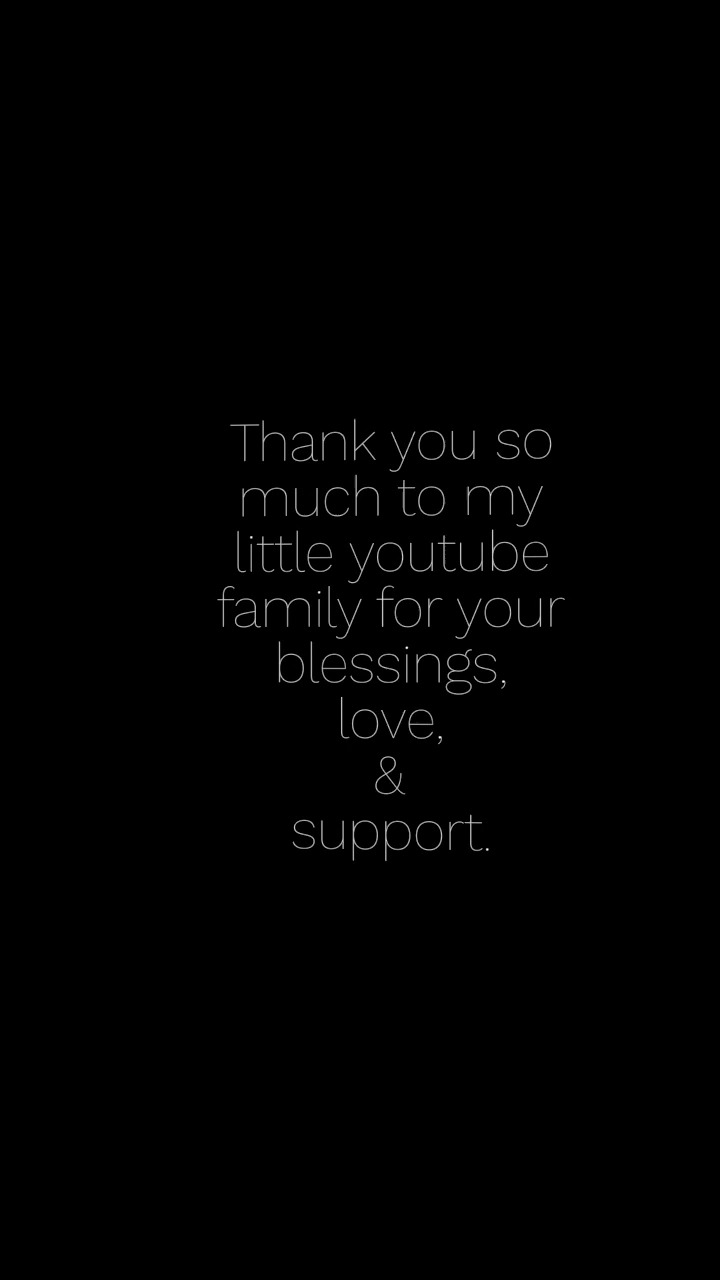 Thank you so
much to my
little youtube
family for your
blessings,
love,
&
support.